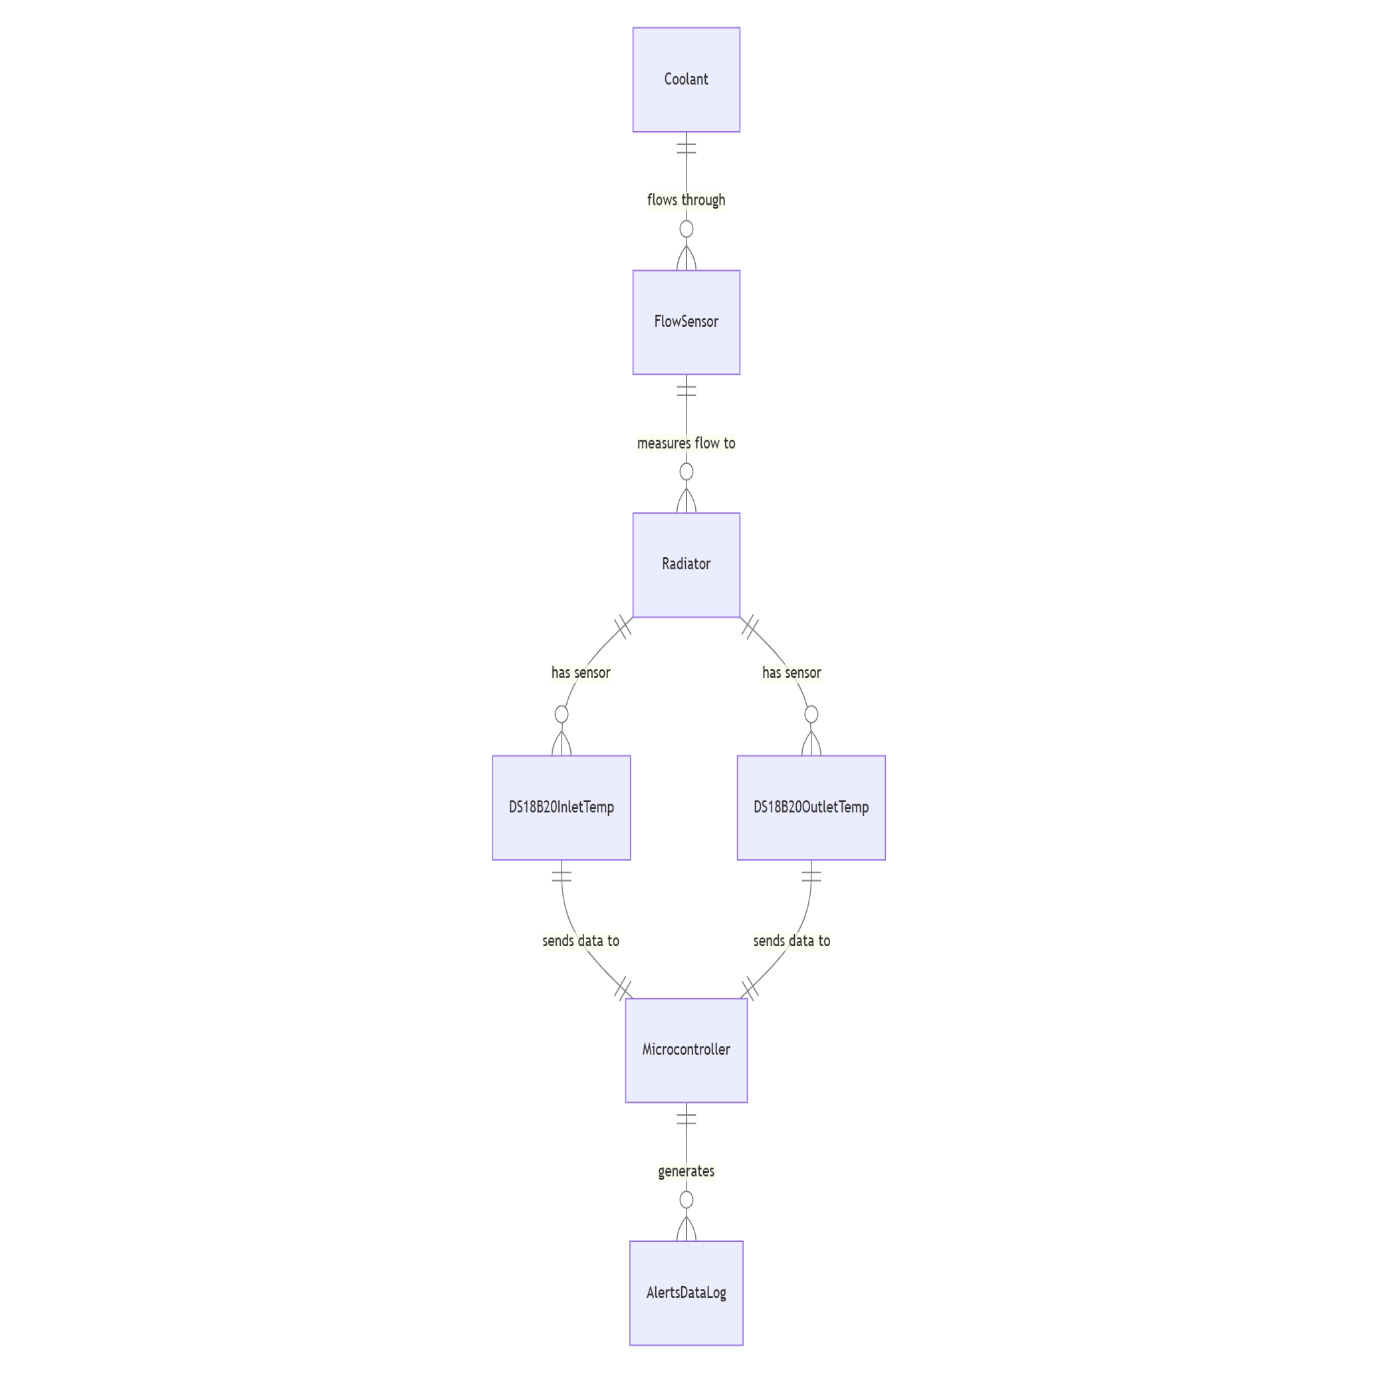 Coolant
flows through
FlowSensor
measures flow to
Radiator
has sensor
has sensor
DS18B20InletTemp
DS18B20OutletTemp
sends data to
sends data to
Microcontroller
generates
AlertsDataLog